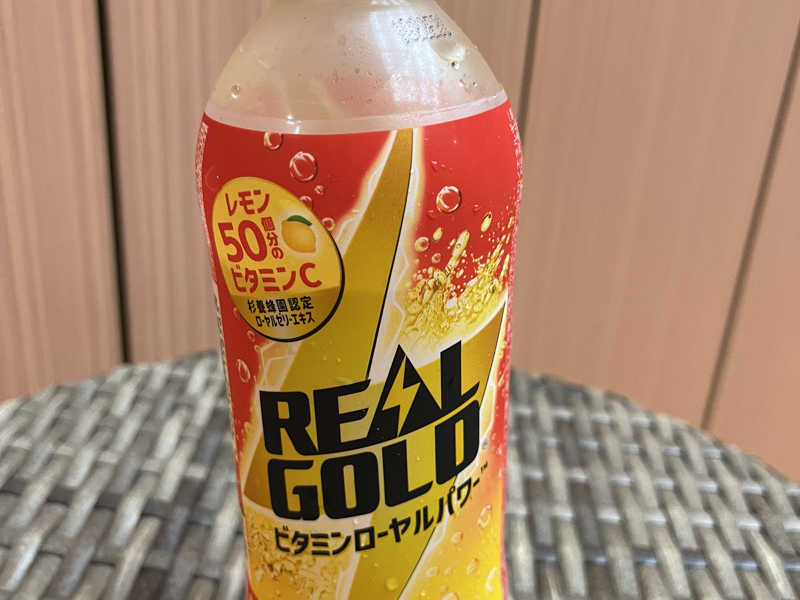 レモン
50個分の
ビタミンC
杉養蜂園認定
ローヤルゼリーエキス
REAL
GOLD
ビタミンローヤルパワー™